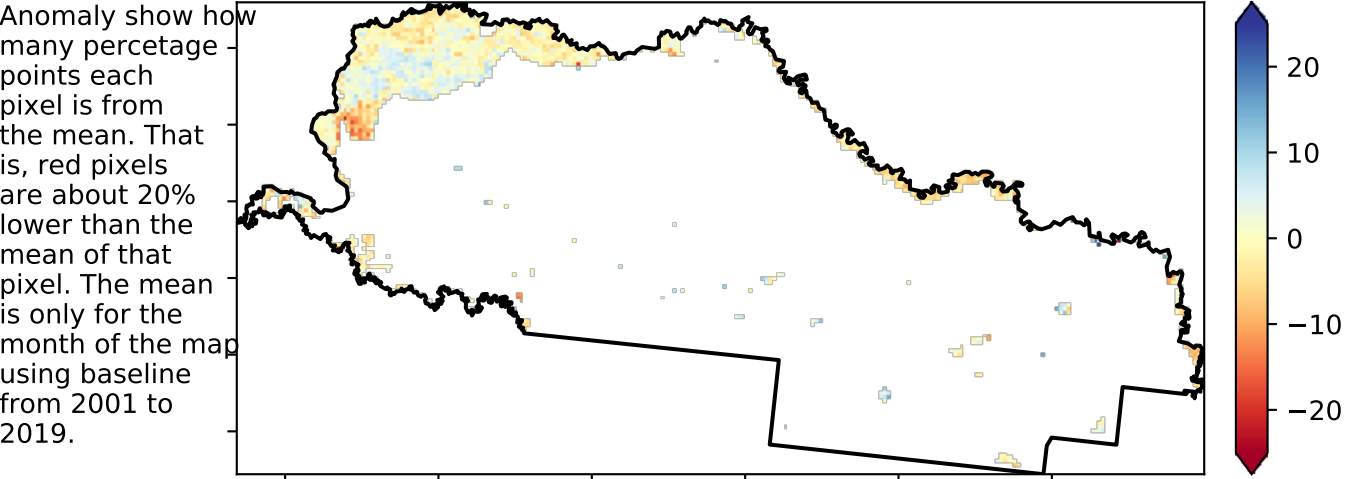 Anomaly show how
many percetage
points each
pixel is from
the mean. That
is, red pixels
are about 20%
lower than the
mean of that
pixel. The mean
is only for the
month of the map
using baseline
from 2001 to
2019.
20
10
0
−10
−20